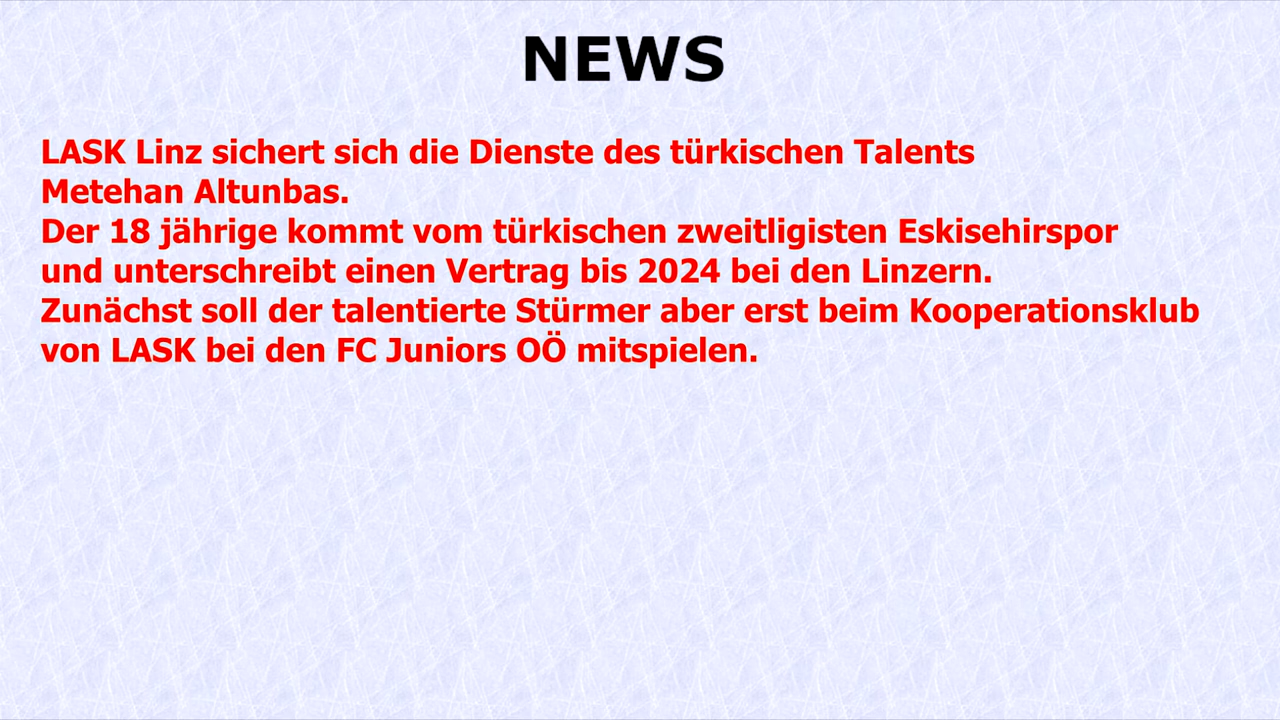 NEWS
LASK Linz sichert sich die Dienste des türkischen Talents
Metehan Altunbas.
Der 18 jährige kommt vom türkischen zweitligisten Eskisehirspor
und unterschreibt einen Vertrag bis 2024 bei den Linzern.
Zunächst soll der talentierte Stürmer aber erst beim Kooperationsklub
von LASK bei den FC Juniors OÖ mitspielen.